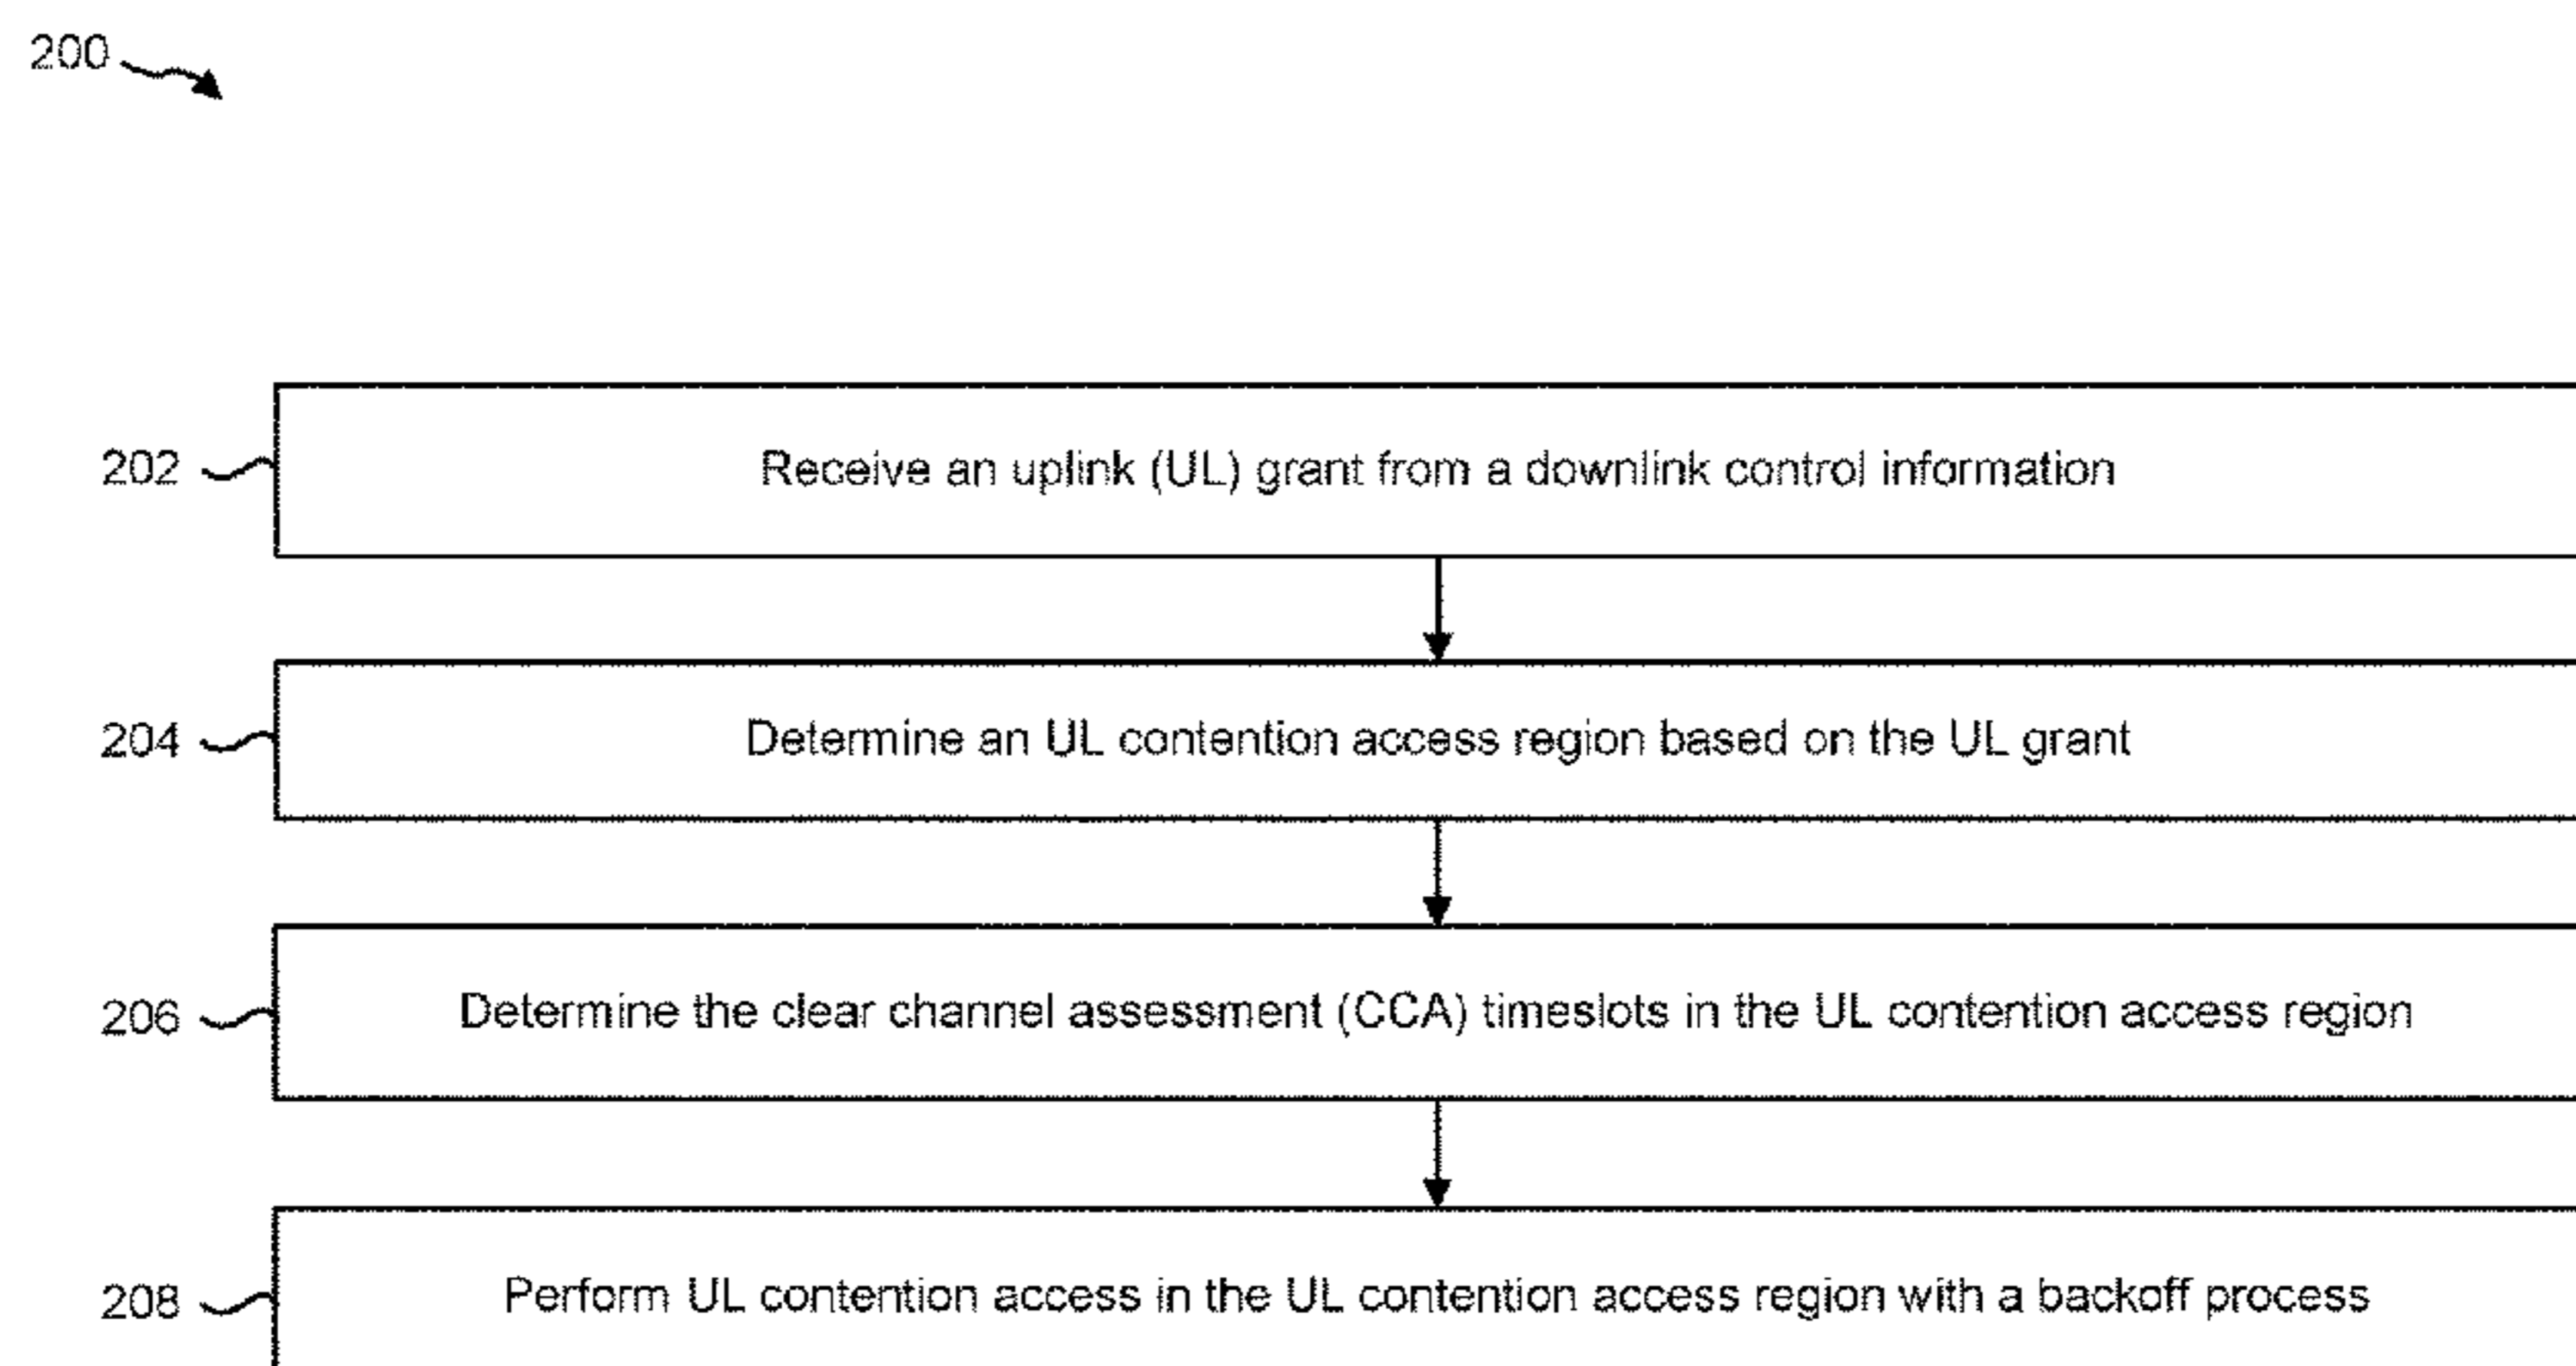 200
202 Receive an uplink (UL) grant from a downlink control information
204 Determine an UL contention access region based on the UL grant
206 Determine the clear channel assessment (CCA) timeslots in the UL contention access region
208 Perform UL contention access in the UL contention access region with a backoff process